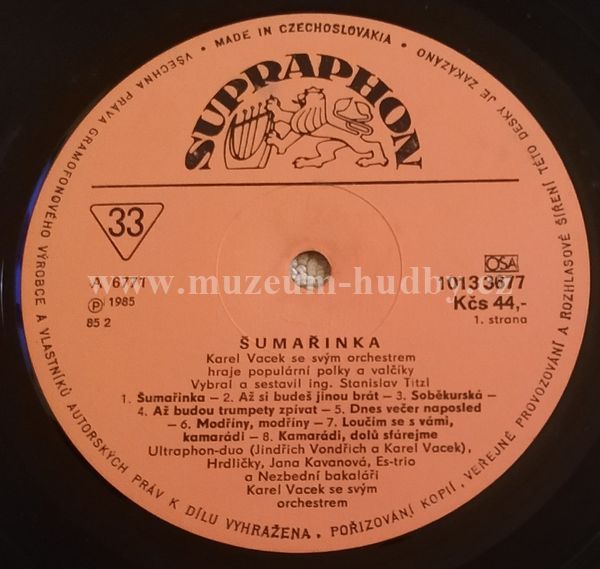 VŠECHNA PRÁVA GRAMOFONOVÉHO VÝROBCE A VLASTNÍKŮ AUTORSKÝCH PRÁV K DÍLU VYHRAŽENA. POŘIZOVÁNÍ KOPIÍ, VEŘEJNÉ PROVOZOVÁNÍ A ROZHLASOVÉ ŠÍŘENÍ TÉTO DESKY JE ZAKÁZÁNO • MADE IN CZECHOSLOVAKIA •
SUPRAPHON
33
OSA
A 6771
1013 3677
www.muzeum-hudby.cz
Ⓟ 1985
Kčs 44,-
85 2
1. strana
ŠUMAŘINKA
Karel Vacek se svým orchestrem
hraje populární polky a valčíky
Vybral a sestavil ing. Stanislav Titzl
1. Šumařinka – 2. Až si budeš jinou brát – 3. Soběkurská –
4. Až budou trumpety zpívat – 5. Dnes večer naposled
– 6. Modříny, modříny – 7. Loučím se s vámi,
kamarádi – 8. Kamarádi, dolů sfárejme
Ultraphon-duo (Jindřich Vondřich a Karel Vacek),
Hrdličky, Jana Kavanová, Es-trio
a Nezbední bakaláři
Karel Vacek se svým
orchestrem